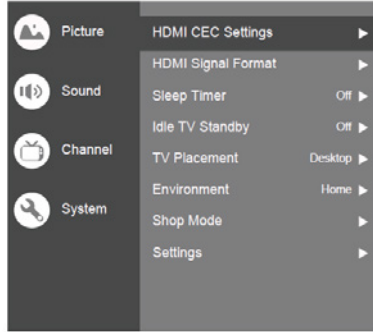 Picture
Sound
Channel
System
HDMI CEC Settings
HDMI Signal Format
Sleep Timer Off
Idle TV Standby Off
TV Placement Desktop
Environment Home
Shop Mode
Settings